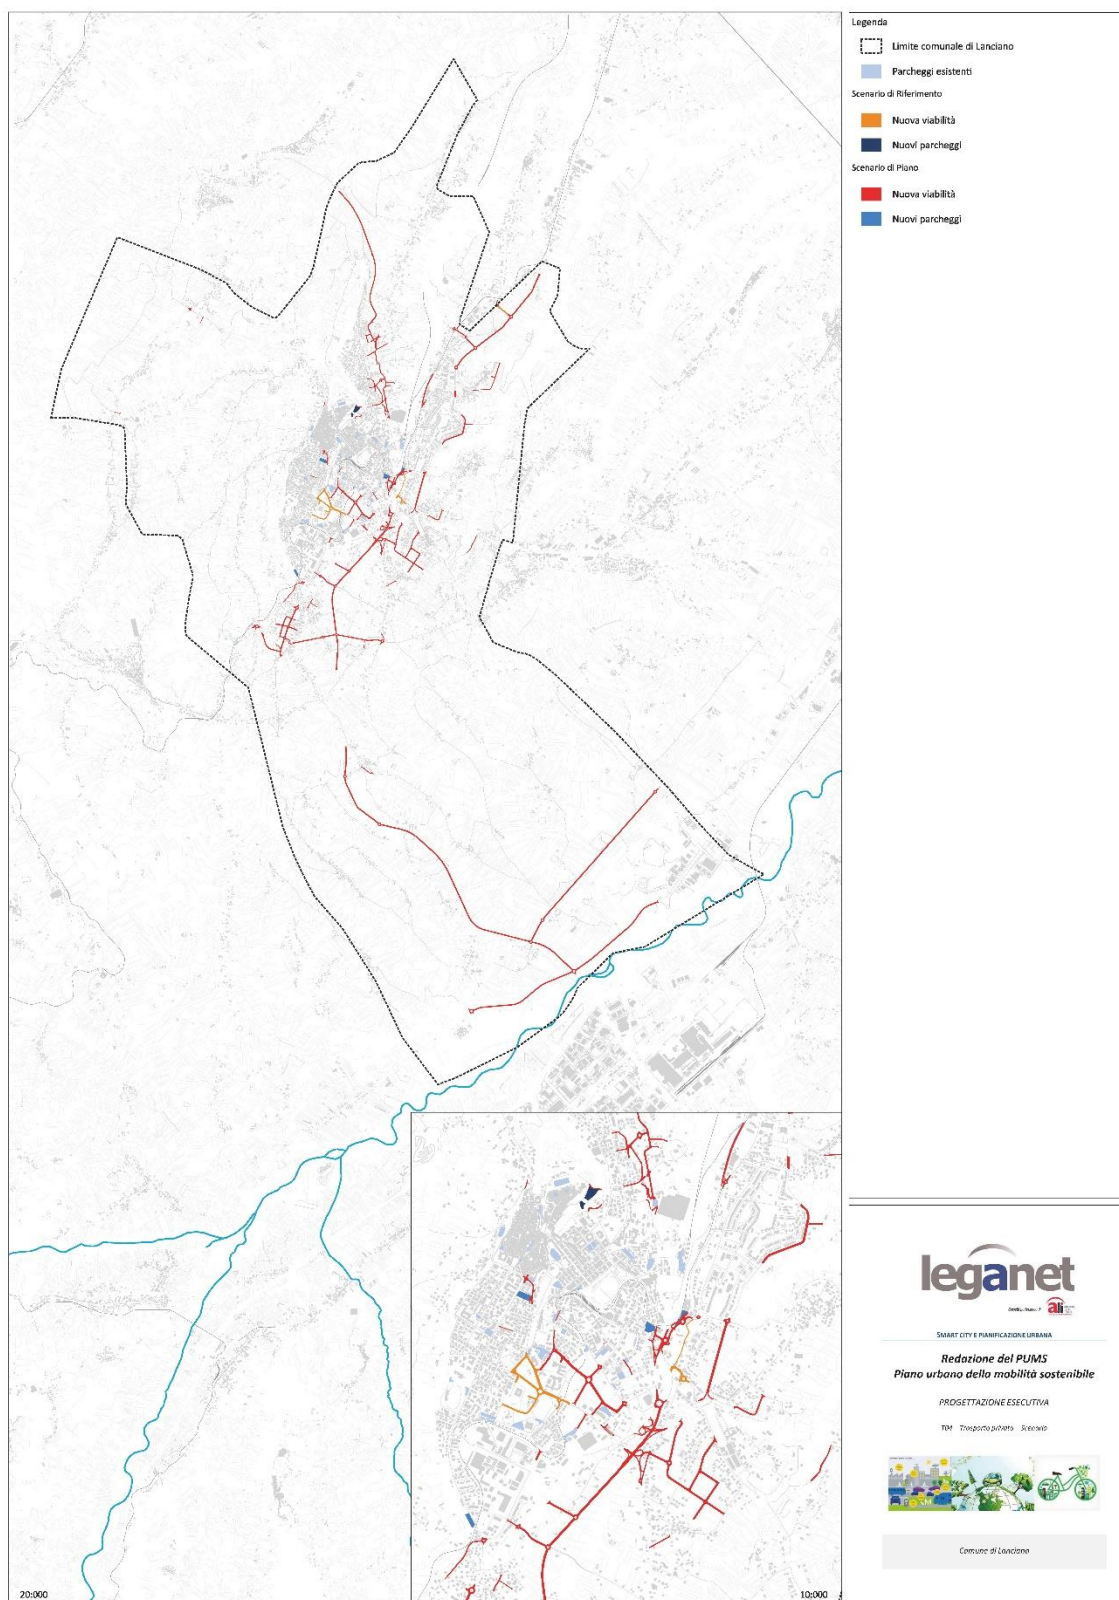 Legenda
Limite comunale di Lanciano
Parcheggi esistenti
Scenario di Riferimento
Nuova viabilità
Nuovi parcheggi
Scenario di Piano
Nuova viabilità
Nuovi parcheggi
leganet
ali
SMART CITY E PIANIFICAZIONE URBANA
Redazione del PUMS
Piano urbano della mobilità sostenibile
PROGETTAZIONE ESECUTIVA
T04 Trasporto privato Scenario
Comune di Lanciano
20:000
10;000